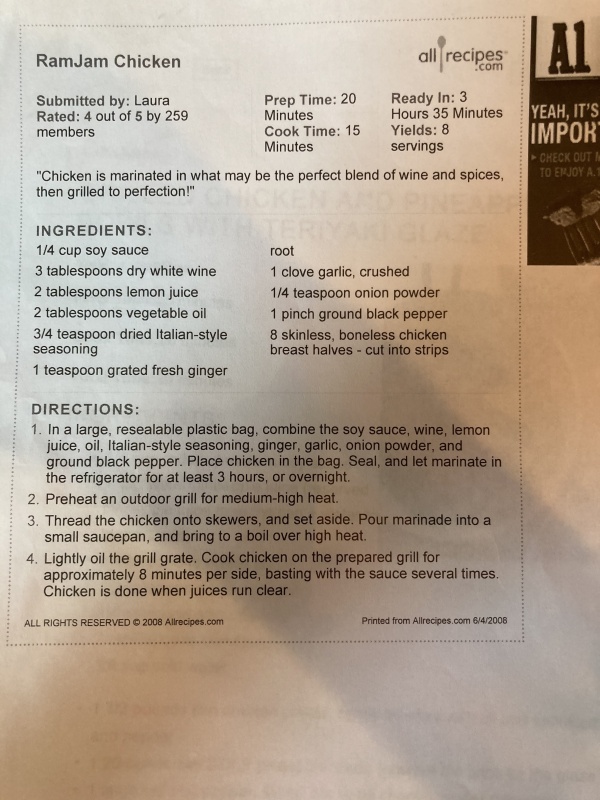 RamJam Chicken
allrecipes
.com
Submitted by: Laura
Rated: 4 out of 5 by 259
members
Prep Time: 20
Minutes
Cook Time: 15
Minutes
Ready In: 3
Hours 35 Minutes
Yields: 8
servings
"Chicken is marinated in what may be the perfect blend of wine and spices,
then grilled to perfection!"
INGREDIENTS:
1/4 cup soy sauce
3 tablespoons dry white wine
2 tablespoons lemon juice
2 tablespoons vegetable oil
3/4 teaspoon dried Italian-style
seasoning
1 teaspoon grated fresh ginger
root
1 clove garlic, crushed
1/4 teaspoon onion powder
1 pinch ground black pepper
8 skinless, boneless chicken
breast halves - cut into strips
DIRECTIONS:
1. In a large, resealable plastic bag, combine the soy sauce, wine, lemon
juice, oil, Italian-style seasoning, ginger, garlic, onion powder, and
ground black pepper. Place chicken in the bag. Seal, and let marinate in
the refrigerator for at least 3 hours, or overnight.
2. Preheat an outdoor grill for medium-high heat.
3. Thread the chicken onto skewers, and set aside. Pour marinade into a
small saucepan, and bring to a boil over high heat.
4. Lightly oil the grill grate. Cook chicken on the prepared grill for
approximately 8 minutes per side, basting with the sauce several times.
Chicken is done when juices run clear.
ALL RIGHTS RESERVED © 2008 Allrecipes.com
Printed from Allrecipes.com 6/4/2008
A1
YEAH, IT'S
IMPOR
CHECK OUT
TO ENJOY A.1